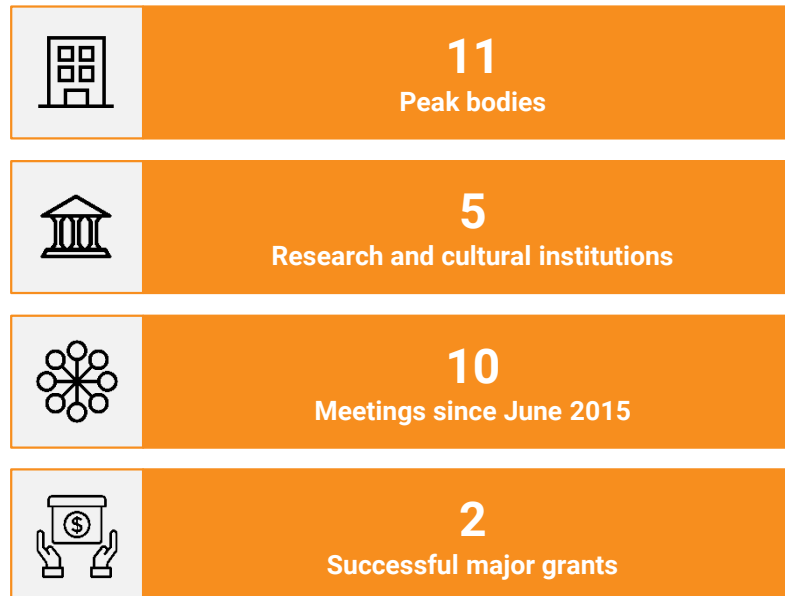 11
Peak bodies
5
Research and cultural institutions
10
Meetings since June 2015
$
2
Successful major grants